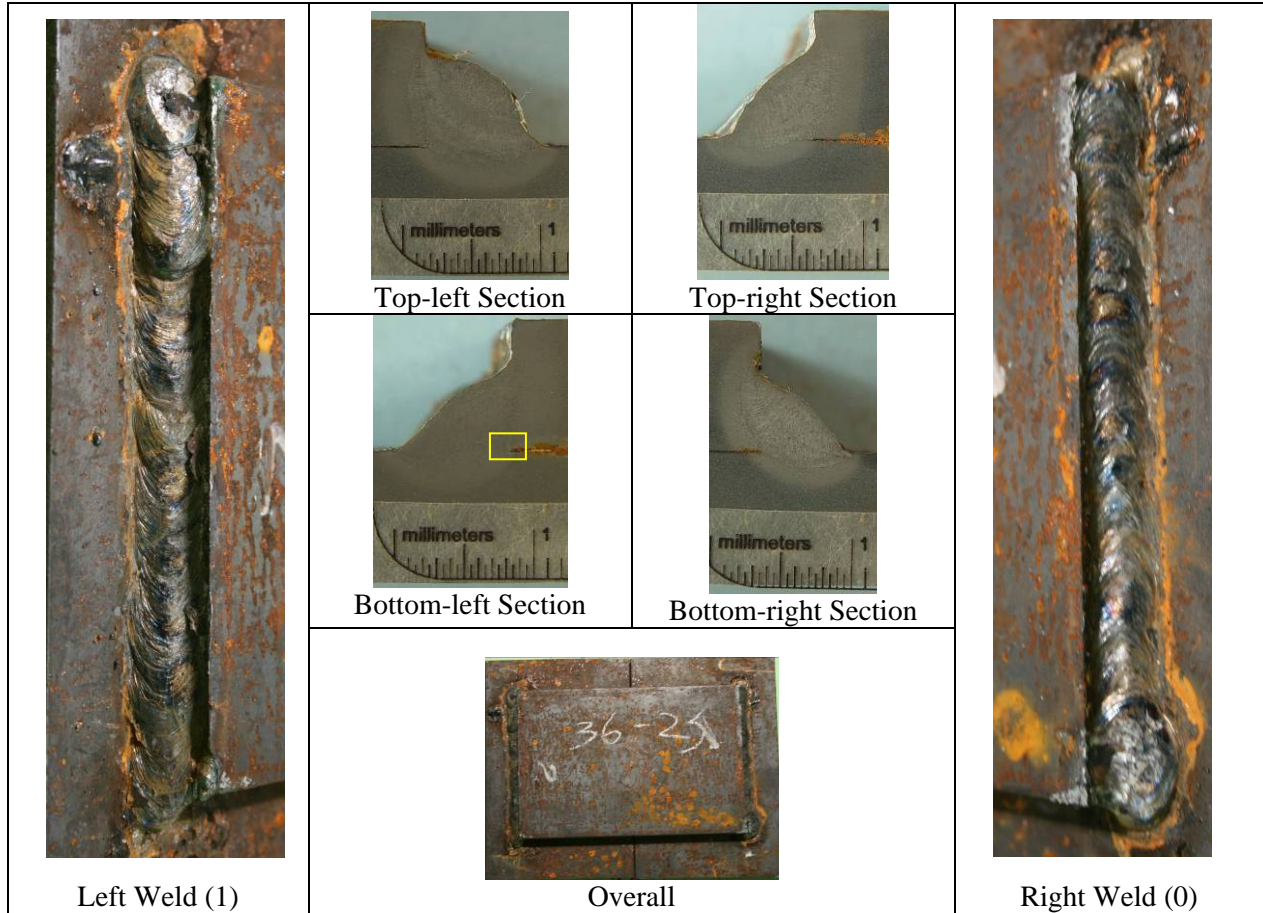 millimeters 1
Top-left Section
millimeters 1
Top-right Section
millimeters 1
Bottom-left Section
millimeters 1
Bottom-right Section
36-2
Overall
Left Weld (1)
Right Weld (0)